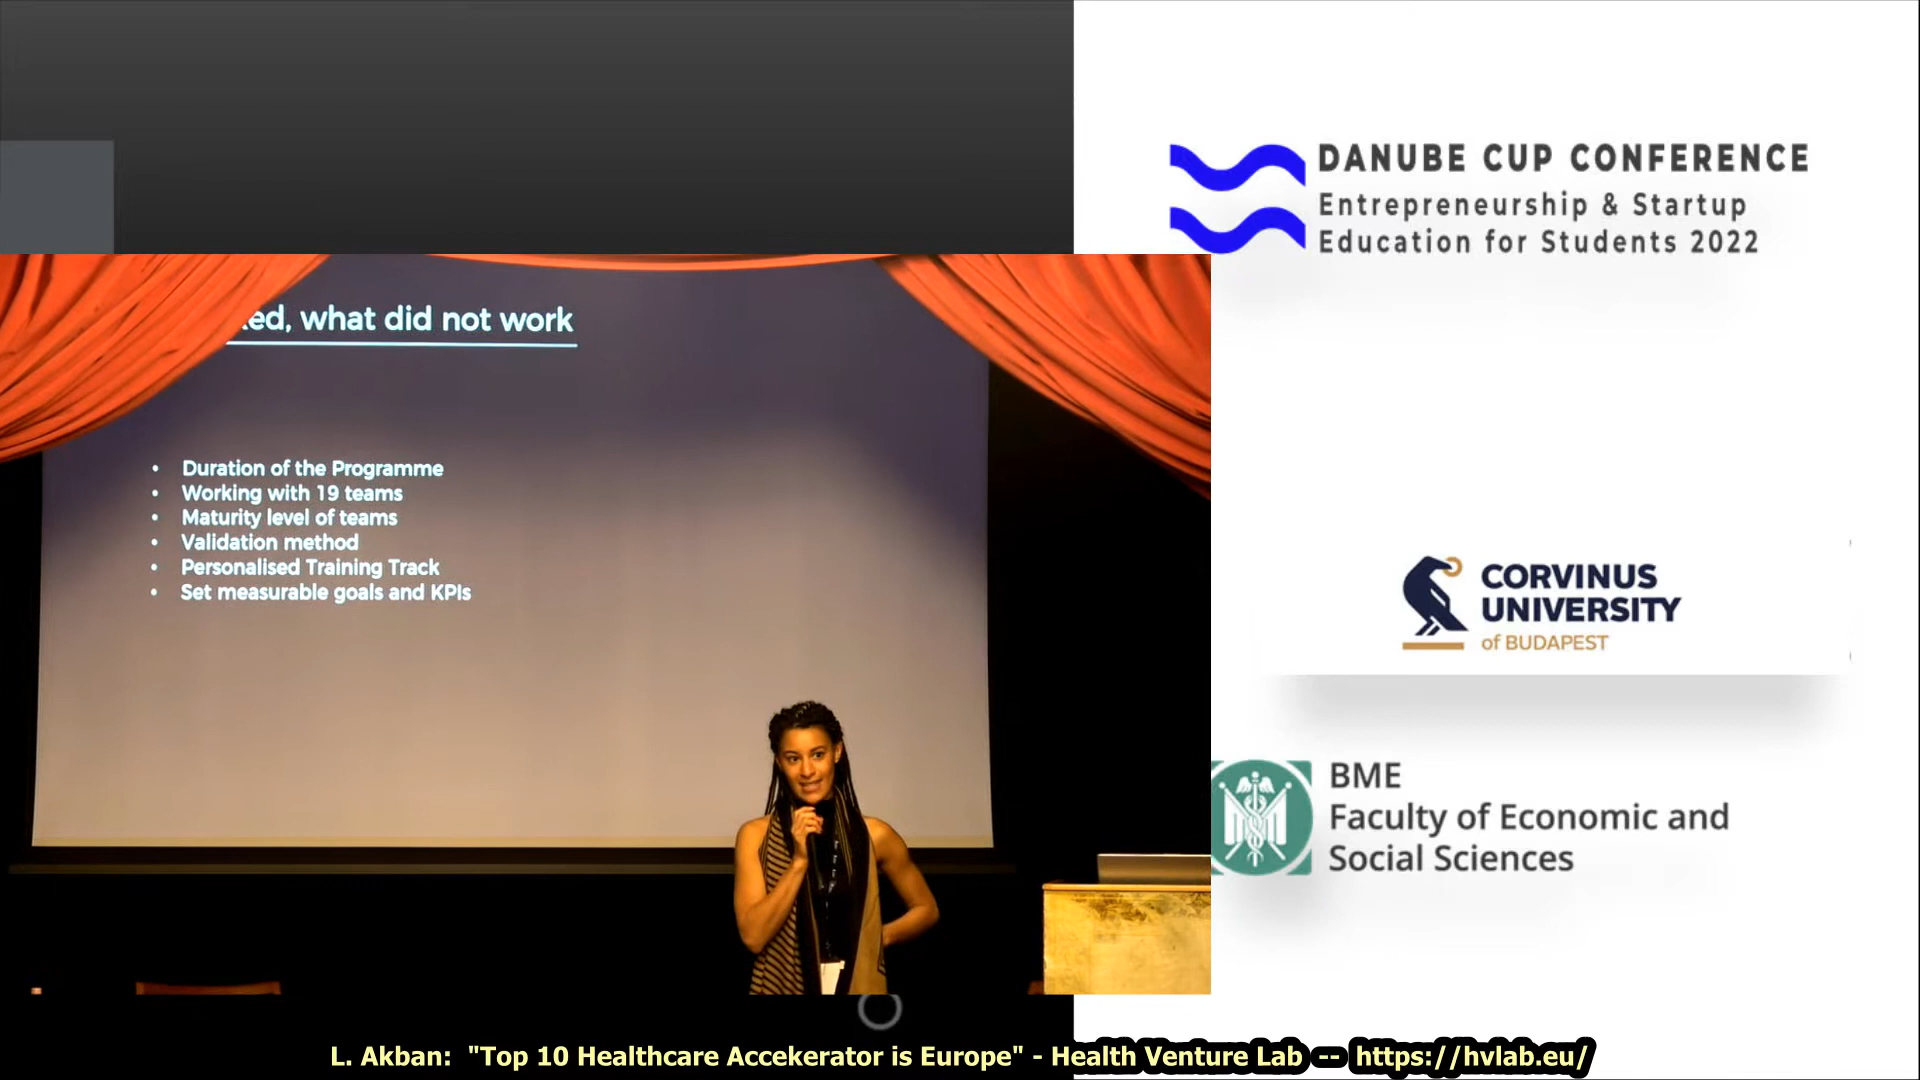 DANUBE CUP CONFERENCE
Entrepreneurship & Startup
Education for Students 2022
ked, what did not work
• Duration of the Programme
• Working with 19 teams
• Maturity level of teams
• Validation method
• Personalised Training Track
• Set measurable goals and KPIs
CORVINUS
UNIVERSITY
of BUDAPEST
BME
Faculty of Economic and
Social Sciences
L. Akban: "Top 10 Healthcare Accekerator is Europe" - Health Venture Lab -- https://hvlab.eu/